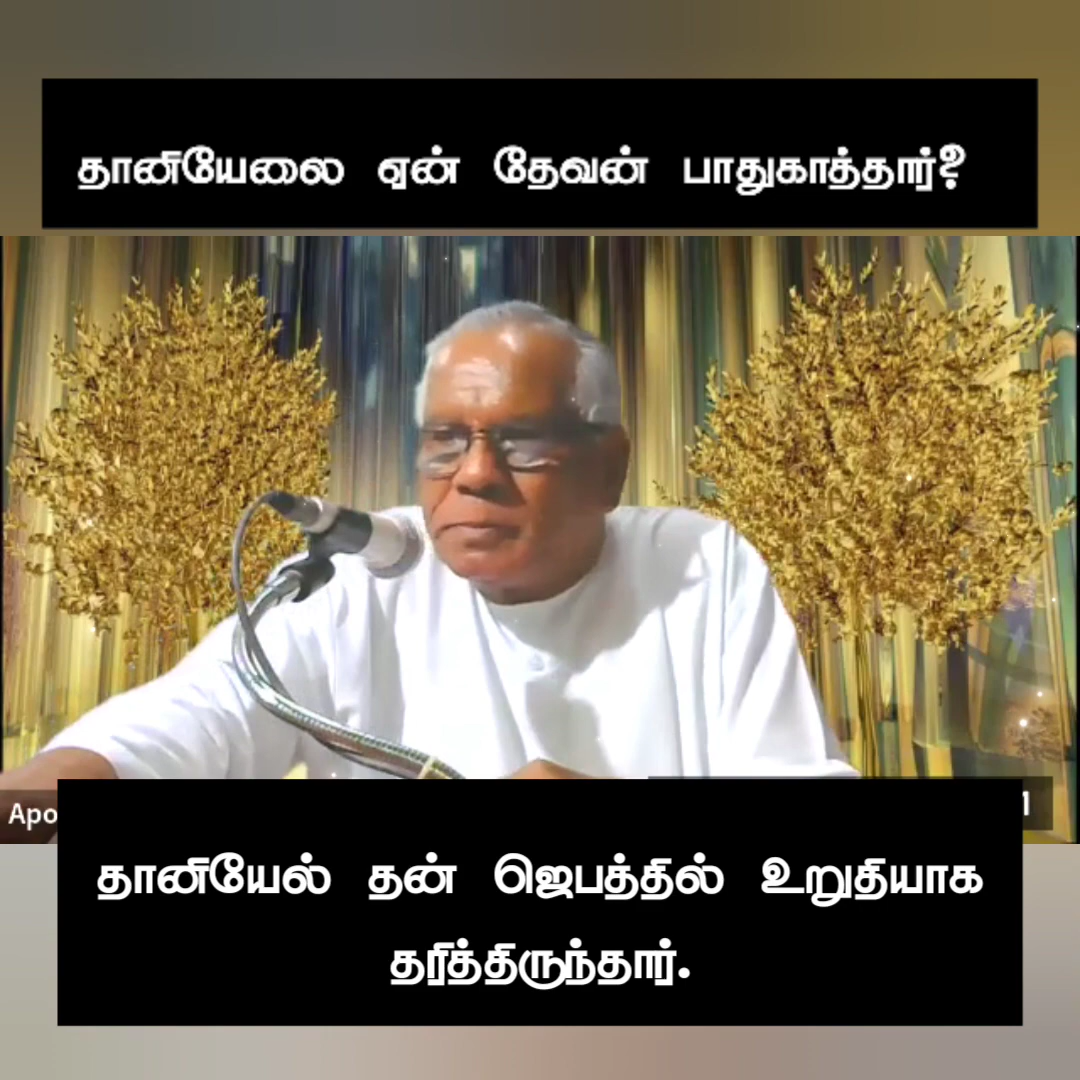 தானியேலை ஏன் தேவன் பாதுகாத்தார்?
Apo
தானியேல் தன் ஜெபத்தில் உறுதியாக
தரித்திருந்தார்.